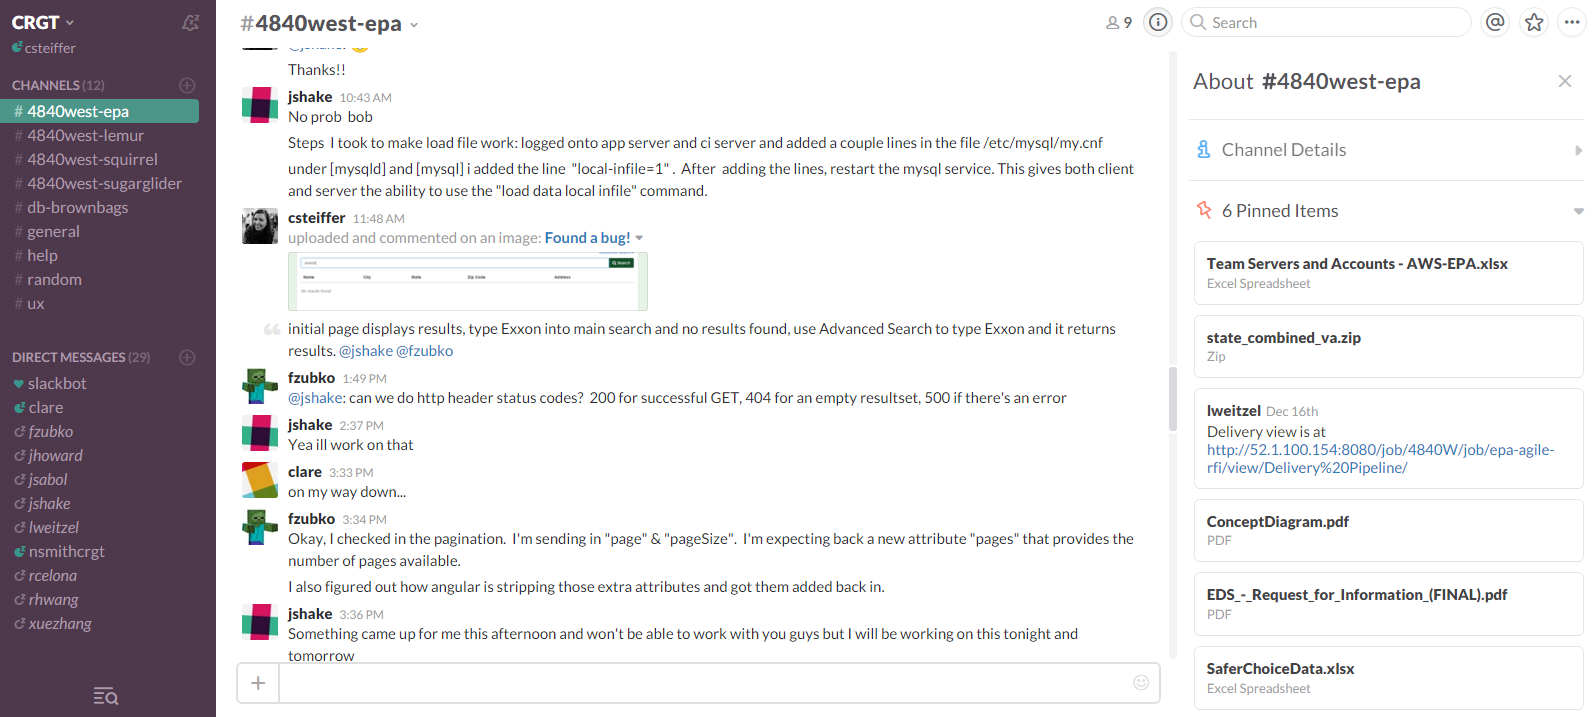 CRGT
csteiffer
CHANNELS (12)
# 4840west-epa
# 4840west-lemur
# 4840west-squirrel
# 4840west-sugarglider
# db-brownbags
# general
# help
# random
# ux
DIRECT MESSAGES (29)
slackbot
clare
fzubko
jhoward
jsabol
jshake
lweitzel
nsmithcrgt
rcelona
rhwang
xuezhang
#4840west-epa
9
Search
@jshake:
Thanks!!
jshake 10:43 AM
No prob bob
Steps I took to make load file work: logged onto app server and ci server and added a couple lines in the file /etc/mysql/my.cnf
under [mysqld] and [mysql] i added the line "local-infile=1" . After adding the lines, restart the mysql service. This gives both client
and server the ability to use the "load data local infile" command.
csteiffer 11:48 AM
uploaded and commented on an image: Found a bug!
Search
Name City State Zip Code Address
No results found
initial page displays results, type Exxon into main search and no results found, use Advanced Search to type Exxon and it returns
results. @jshake @fzubko
fzubko 1:49 PM
@jshake: can we do http header status codes? 200 for successful GET, 404 for an empty resultset, 500 if there's an error
jshake 2:37 PM
Yea ill work on that
clare 3:33 PM
on my way down...
fzubko 3:34 PM
Okay, I checked in the pagination. I'm sending in "page" & "pageSize". I'm expecting back a new attribute "pages" that provides the
number of pages available.
I also figured out how angular is stripping those extra attributes and got them added back in.
jshake 3:36 PM
Something came up for me this afternoon and won't be able to work with you guys but I will be working on this tonight and
tomorrow
About #4840west-epa
Channel Details
6 Pinned Items
Team Servers and Accounts - AWS-EPA.xlsx
Excel Spreadsheet
state_combined_va.zip
Zip
lweitzel Dec 16th
Delivery view is at
http://52.1.100.154:8080/job/4840W/job/epa-agile-
rfi/view/Delivery%20Pipeline/
ConceptDiagram.pdf
PDF
EDS_-_Request_for_Information_(FINAL).pdf
PDF
SaferChoiceData.xlsx
Excel Spreadsheet